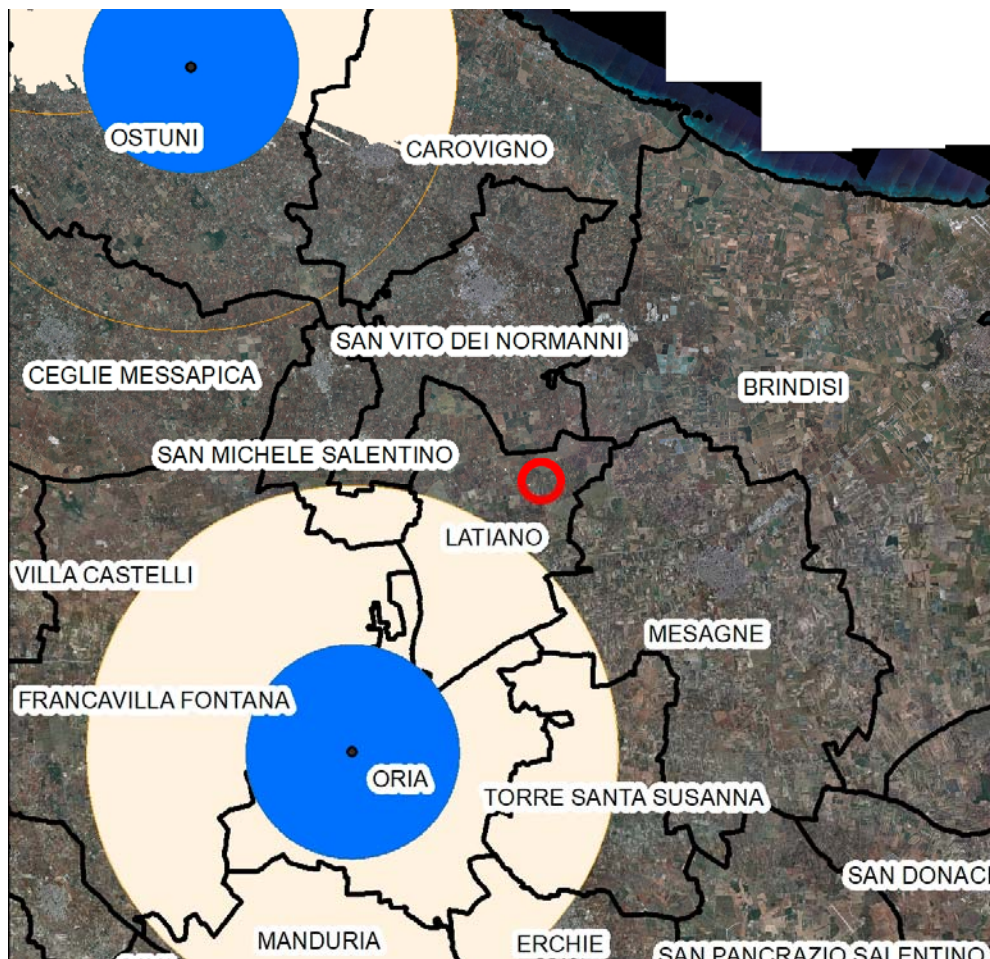 OSTUNI
CAROVIGNO
SAN VITO DEI NORMANNI
CEGLIE MESSAPICA
BRINDISI
SAN MICHELE SALENTINO
LATIANO
VILLA CASTELLI
MESAGNE
FRANCAVILLA FONTANA
ORIA
TORRE SANTA SUSANNA
SAN DONACI
MANDURIA
ERCHIE
SAN PANCRAZIO SALENTINO